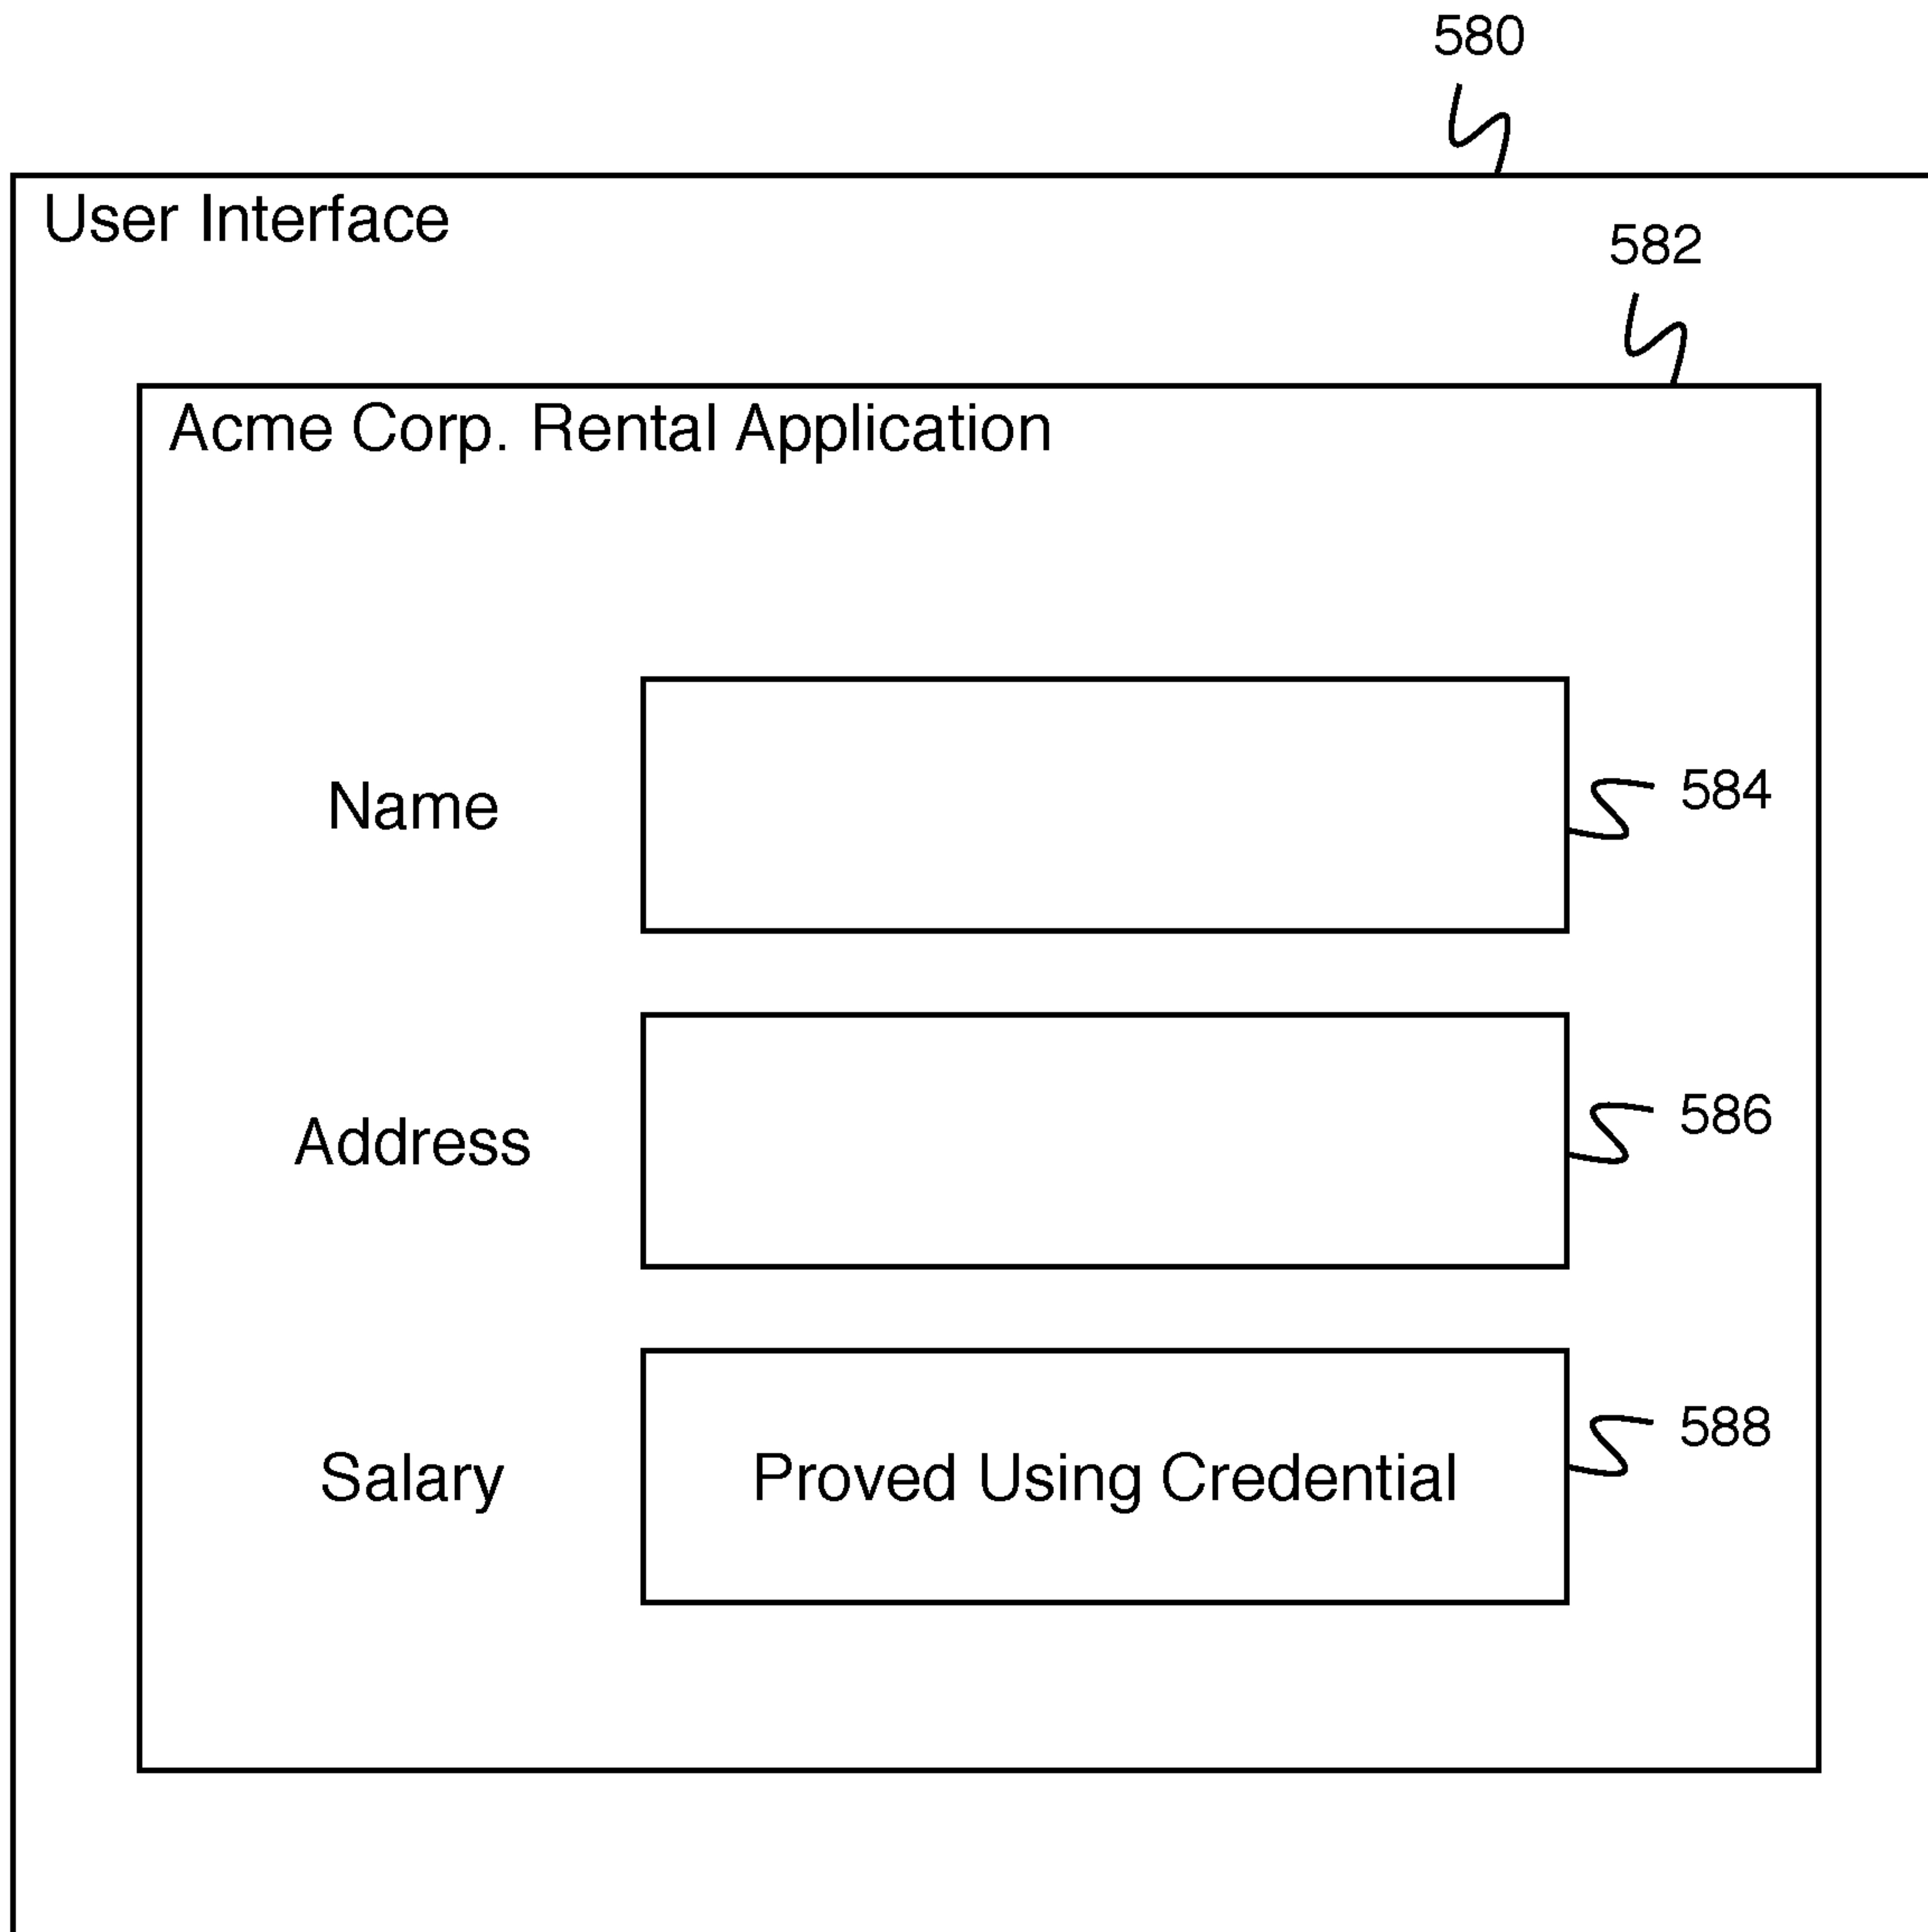 580
User Interface
582
Acme Corp. Rental Application
Name
584
Address
586
Salary
Proved Using Credential
588